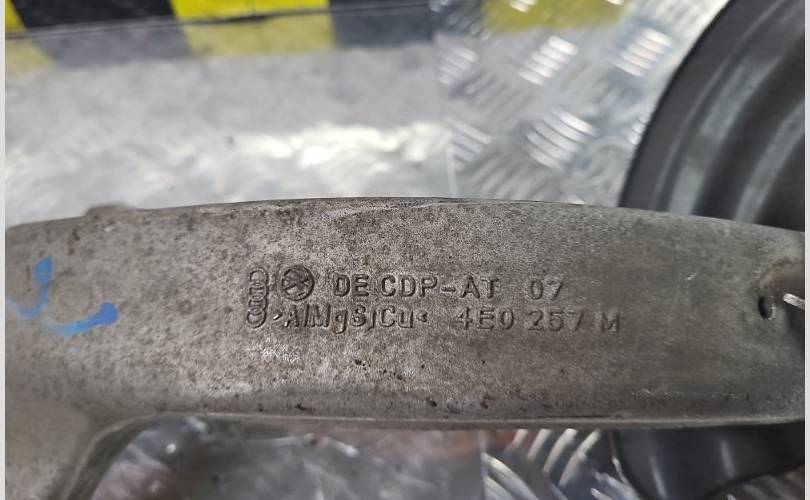 DE CDP-AT 07
>AlMgSiCu< 4E0 257 M